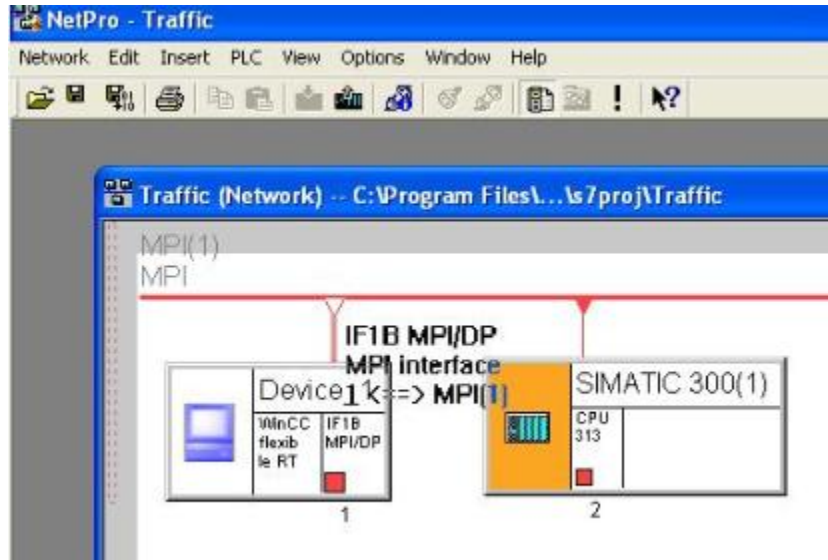 NetPro - Traffic
Network Edit Insert PLC View Options Window Help
Traffic (Network) -- C:\Program Files\...\s7proj\Traffic
MPI(1)
MPI
IF1B MPI/DP
MPI interface
1 <==> MPI(1)
Device_1
WinCC
flexib
le RT
IF1B
MPI/DP
1
SIMATIC 300(1)
CPU
313
2